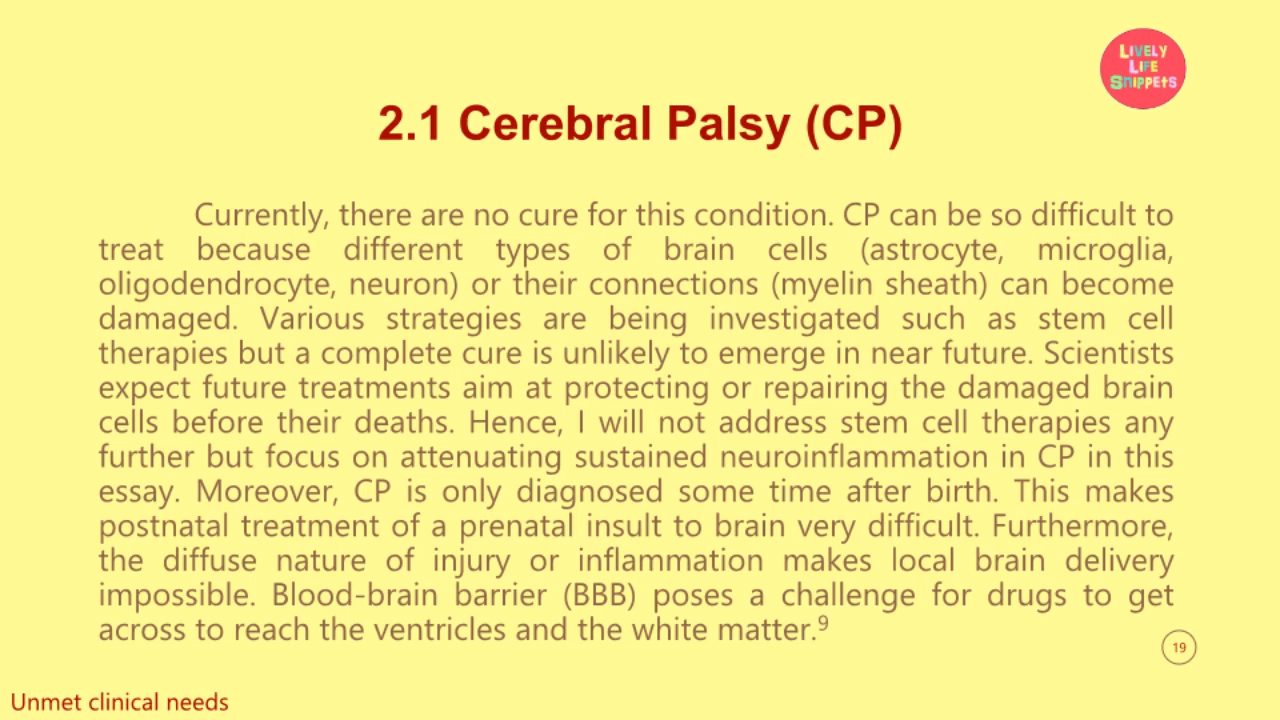 LIVELY
LIFE
SNIPPETS
2.1 Cerebral Palsy (CP)
Currently, there are no cure for this condition. CP can be so difficult to
treat because different types of brain cells (astrocyte, microglia,
oligodendrocyte, neuron) or their connections (myelin sheath) can become
damaged. Various strategies are being investigated such as stem cell
therapies but a complete cure is unlikely to emerge in near future. Scientists
expect future treatments aim at protecting or repairing the damaged brain
cells before their deaths. Hence, I will not address stem cell therapies any
further but focus on attenuating sustained neuroinflammation in CP in this
essay. Moreover, CP is only diagnosed some time after birth. This makes
postnatal treatment of a prenatal insult to brain very difficult. Furthermore,
the diffuse nature of injury or inflammation makes local brain delivery
impossible. Blood-brain barrier (BBB) poses a challenge for drugs to get
across to reach the ventricles and the white matter.⁹
19
Unmet clinical needs